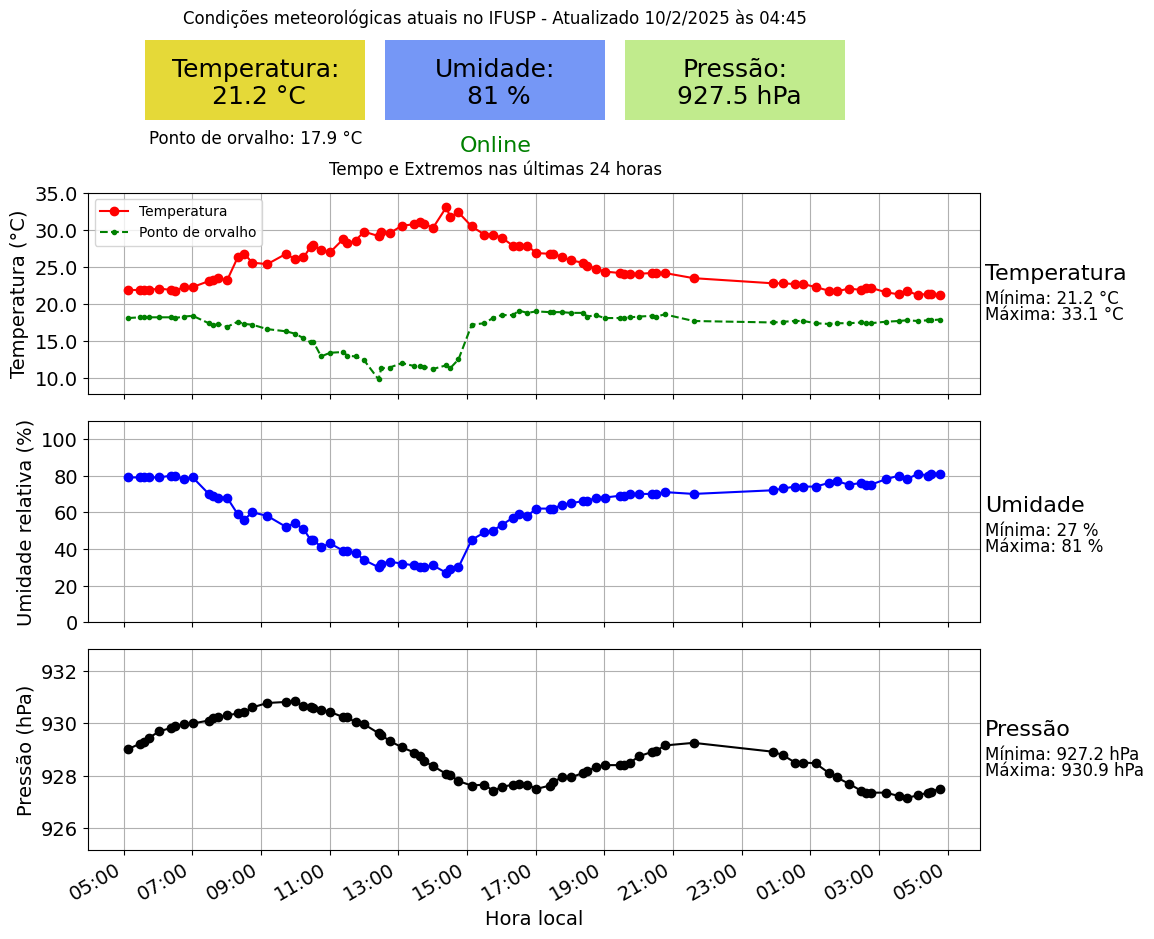 Condições meteorológicas atuais no IFUSP - Atualizado 10/2/2025 às 04:45
Temperatura:
21.2 °C
Umidade:
81 %
Pressão:
927.5 hPa
Ponto de orvalho: 17.9 °C
Online
Tempo e Extremos nas últimas 24 horas
Temperatura (°C)
35.0
30.0
25.0
20.0
15.0
10.0
Temperatura
Ponto de orvalho
Temperatura
Mínima: 21.2 °C
Máxima: 33.1 °C
Umidade relativa (%)
100
80
60
40
20
0
Umidade
Mínima: 27 %
Máxima: 81 %
Pressão (hPa)
932
930
928
926
Pressão
Mínima: 927.2 hPa
Máxima: 930.9 hPa
05:00 07:00 09:00 11:00 13:00 15:00 17:00 19:00 21:00 23:00 01:00 03:00 05:00
Hora local